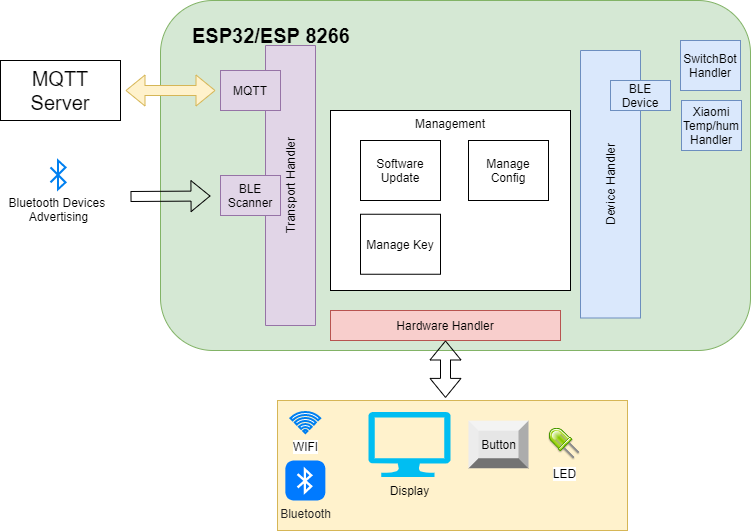 ESP32/ESP 8266
MQTT
Server
MQTT
Bluetooth Devices
Advertising
BLE
Scanner
Transport Handler
Management
Software
Update
Manage
Config
Manage Key
Device Handler
BLE
Device
SwitchBot
Handler
Xiaomi
Temp/hum
Handler
Hardware Handler
WIFI
Bluetooth
Display
Button
LED